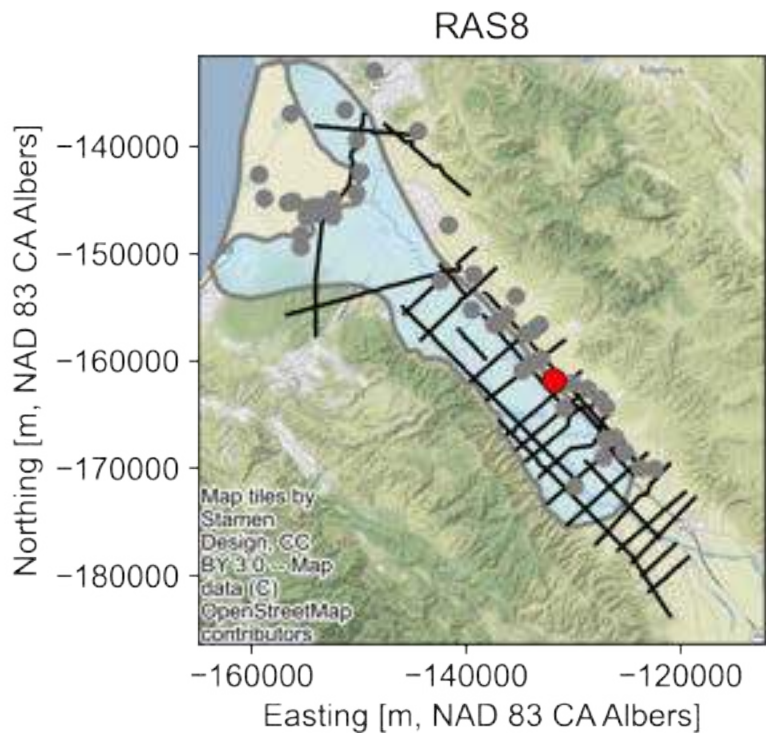 RAS8
Northing [m, NAD 83 CA Albers]
−140000
−150000
−160000
−170000
−180000
Map tiles by
Stamen
Design, CC
BY 3.0 -- Map
data (C)
OpenStreetMap
contributors
−160000
−140000
−120000
Easting [m, NAD 83 CA Albers]